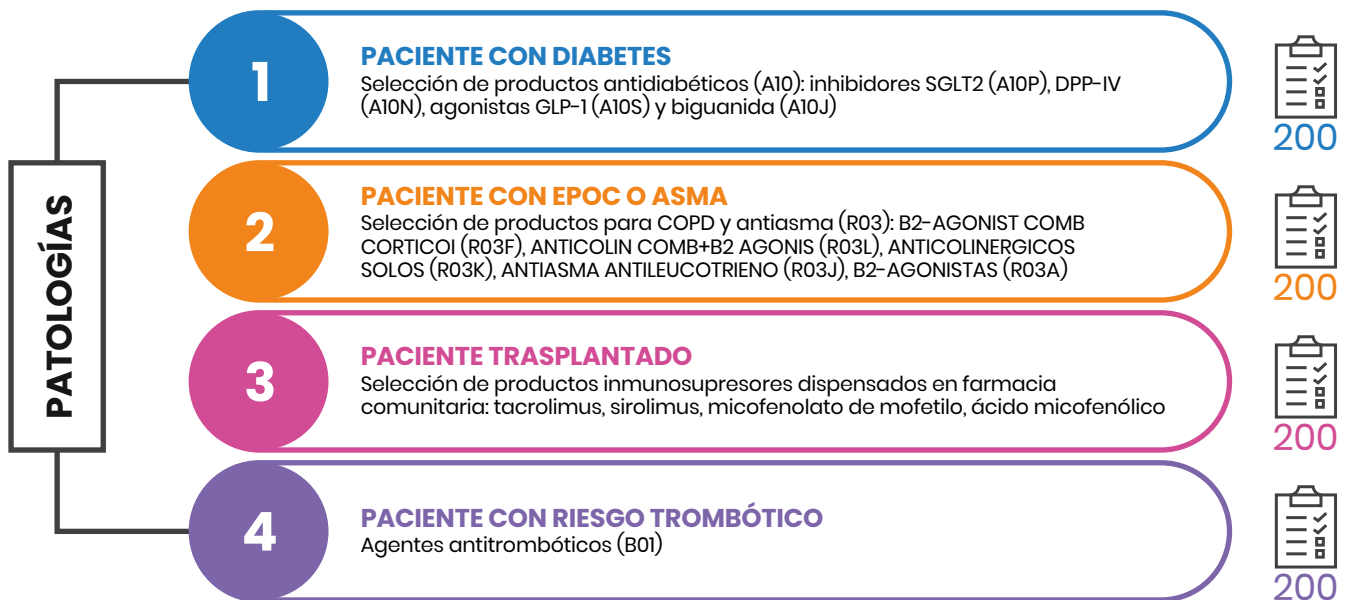 PATOLOGÍAS
1
PACIENTE CON DIABETES
Selección de productos antidiabéticos (A10): inhibidores SGLT2 (A10P), DPP-IV
(A10N), agonistas GLP-1 (A10S) y biguanida (A10J)
200
2
PACIENTE CON EPOC O ASMA
Selección de productos para COPD y antiasma (R03): B2-AGONIST COMB
CORTICOI (R03F), ANTICOLIN COMB+B2 AGONIS (R03L), ANTICOLINERGICOS
SOLOS (R03K), ANTIASMA ANTILEUCOTRIENO (R03J), B2-AGONISTAS (R03A)
200
3
PACIENTE TRASPLANTADO
Selección de productos inmunosupresores dispensados en farmacia
comunitaria: tacrolimus, sirolimus, micofenolato de mofetilo, ácido micofenólico
200
4
PACIENTE CON RIESGO TROMBÓTICO
Agentes antitrombóticos (B01)
200